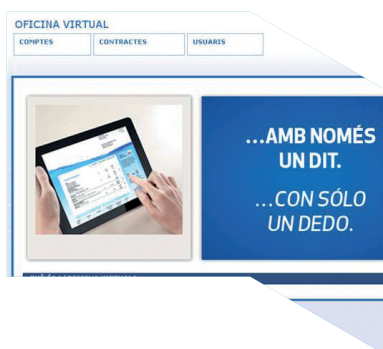 OFICINA VIRTUAL
COMPTES
CONTRACTES
USUARIS
...AMB NOMÉS
UN DIT.
...CON SÓLO
UN DEDO.